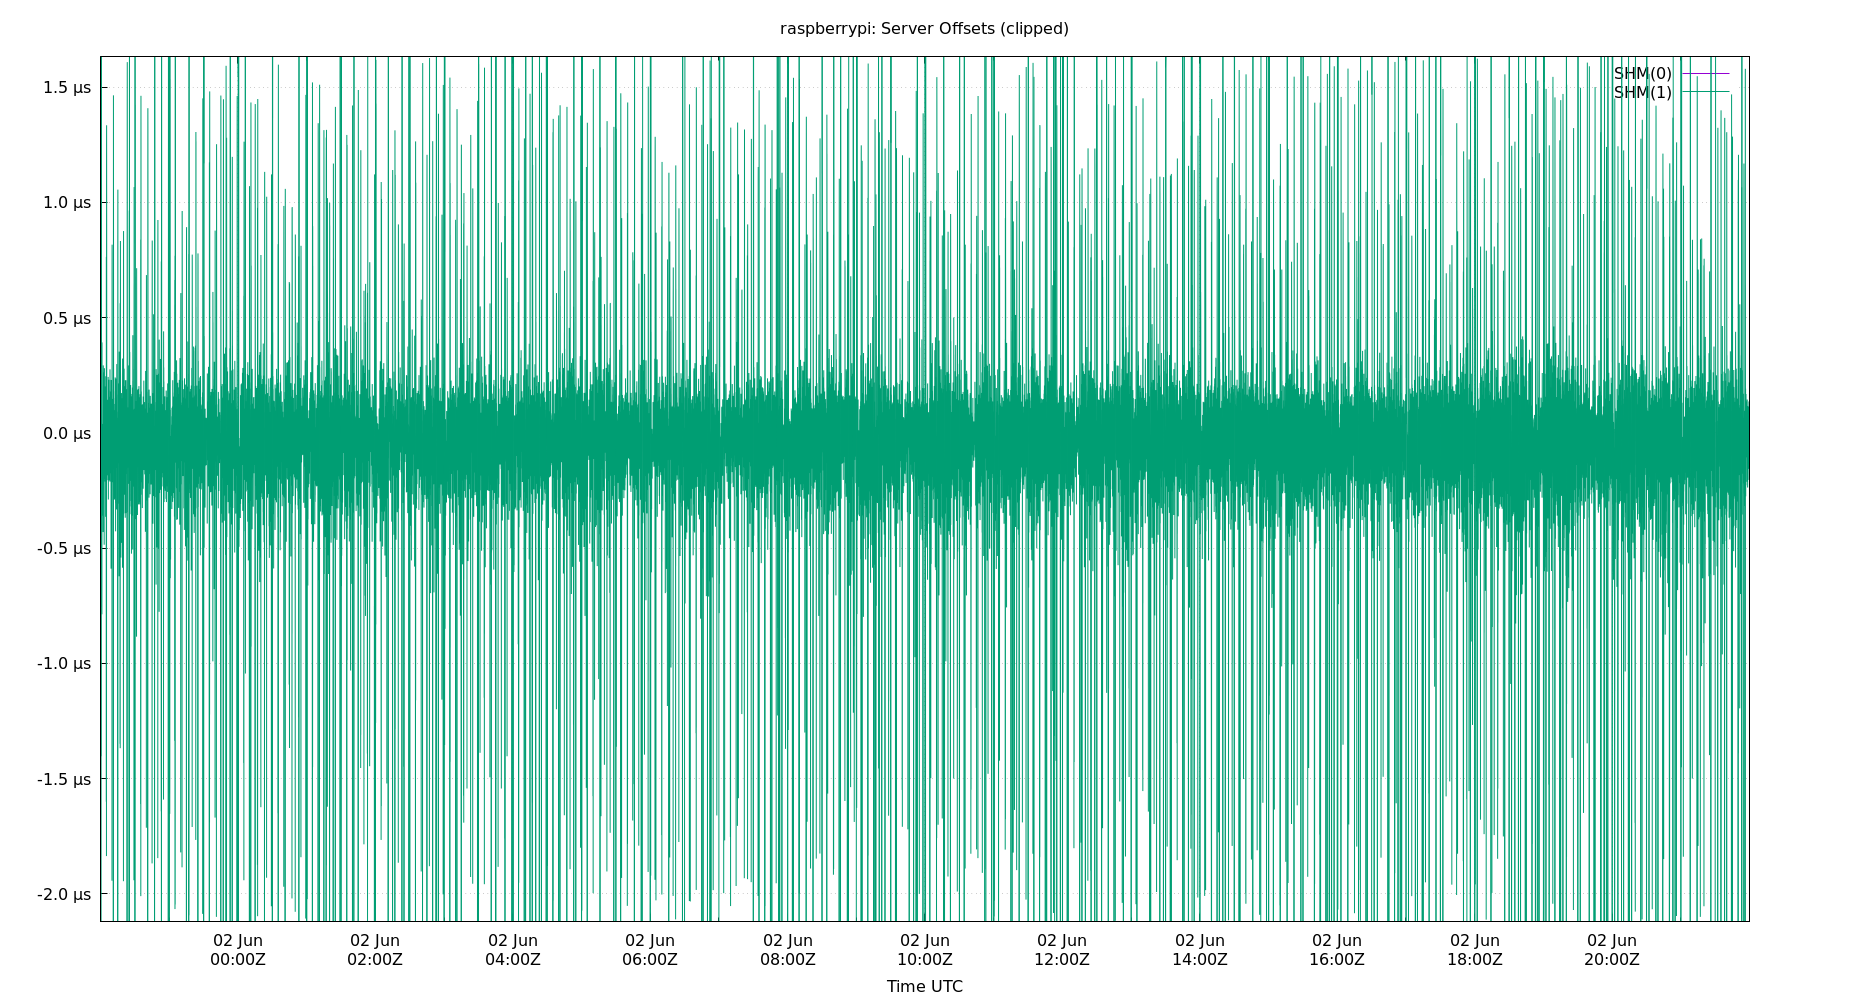 raspberrypi: Server Offsets (clipped)
SHM(0)
SHM(1)
1.5 µs
1.0 µs
0.5 µs
0.0 µs
-0.5 µs
-1.0 µs
-1.5 µs
-2.0 µs
02 Jun 02 Jun 02 Jun 02 Jun 02 Jun 02 Jun 02 Jun 02 Jun 02 Jun 02 Jun 02 Jun
00:00Z 02:00Z 04:00Z 06:00Z 08:00Z 10:00Z 12:00Z 14:00Z 16:00Z 18:00Z 20:00Z
Time UTC